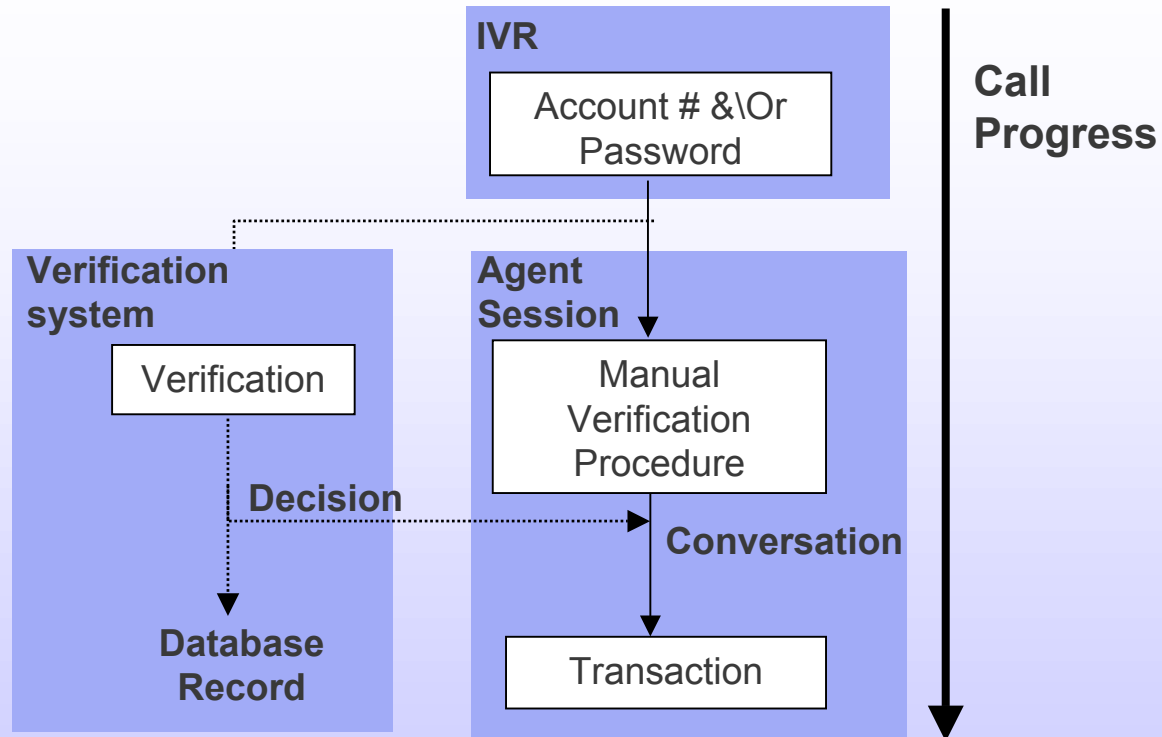 IVR
Account # &\Or
Password
Call
Progress
Verification
system
Verification
Decision
Database
Record
Agent
Session
Manual
Verification
Procedure
Conversation
Transaction